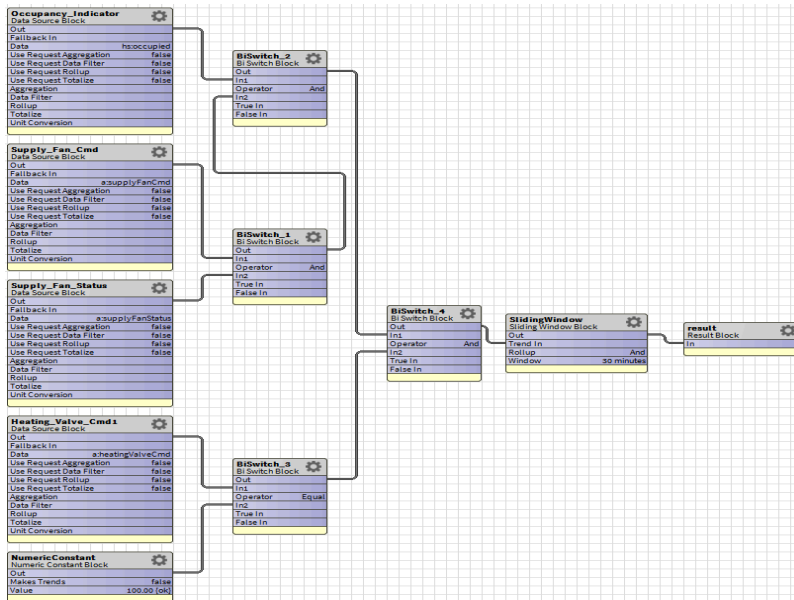 Occupancy_Indicator
Data Source Block
Out
Fallback In
Data hs:occupied
Use Request Aggregation false
Use Request Data Filter false
Use Request Rollup false
Use Request Totalize false
Aggregation
Data Filter
Rollup
Totalize
Unit Conversion
Supply_Fan_Cmd
Data Source Block
Out
Fallback In
Data a:supplyFanCmd
Use Request Aggregation false
Use Request Data Filter false
Use Request Rollup false
Use Request Totalize false
Aggregation
Data Filter
Rollup
Totalize
Unit Conversion
Supply_Fan_Status
Data Source Block
Out
Fallback In
Data a:supplyFanStatus
Use Request Aggregation false
Use Request Data Filter false
Use Request Rollup false
Use Request Totalize false
Aggregation
Data Filter
Rollup
Totalize
Unit Conversion
Heating_Valve_Cmd1
Data Source Block
Out
Fallback In
Data a:heatingValveCmd
Use Request Aggregation false
Use Request Data Filter false
Use Request Rollup false
Use Request Totalize false
Aggregation
Data Filter
Rollup
Totalize
Unit Conversion
NumericConstant
Numeric Constant Block
Out
Makes Trends false
Value 100.00 {ok}
BiSwitch_2
Bi Switch Block
Out
In1
Operator And
In2
True In
False In
BiSwitch_1
Bi Switch Block
Out
In1
Operator And
In2
True In
False In
BiSwitch_3
Bi Switch Block
Out
In1
Operator Equal
In2
True In
False In
BiSwitch_4
Bi Switch Block
Out
In1
Operator And
In2
True In
False In
SlidingWindow
Sliding Window Block
Out
Trend In
Rollup And
Window 50 minutes
result
Result Block
In